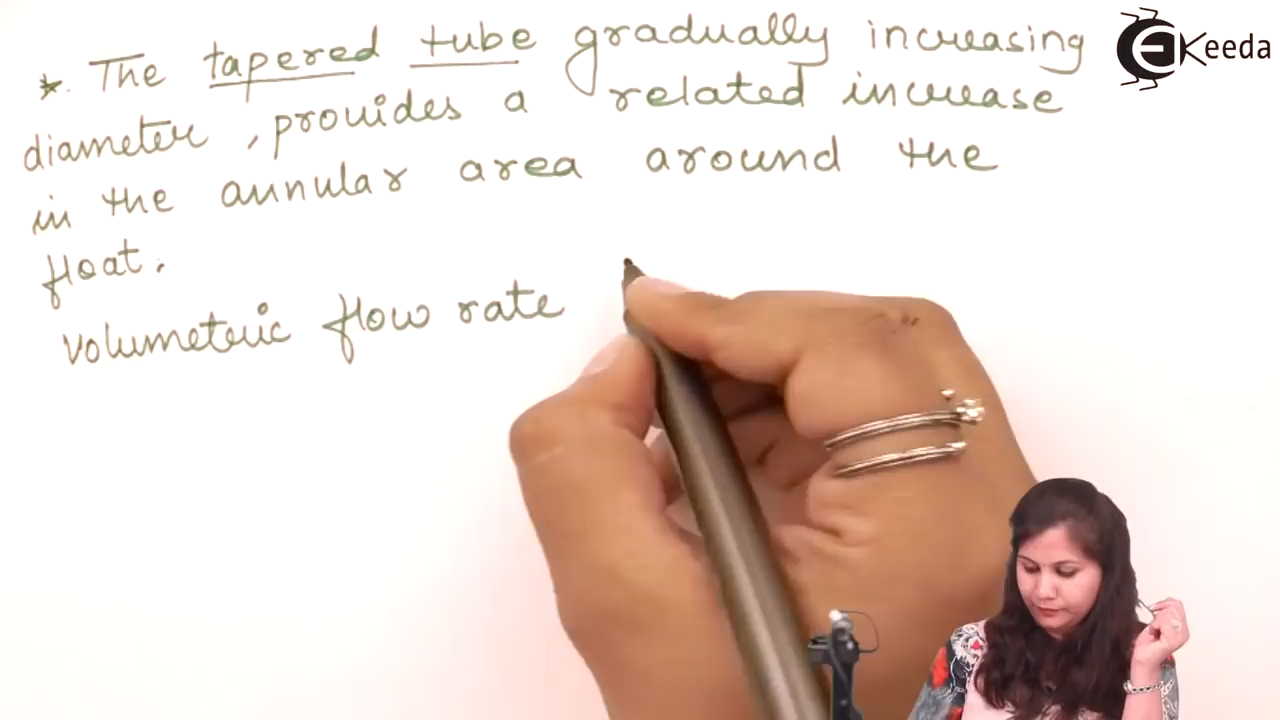 *. The tapered tube gradually increasing
diameter, provides a related increase
in the annular area around the
float.
Volumetric flow rate
EKeeda